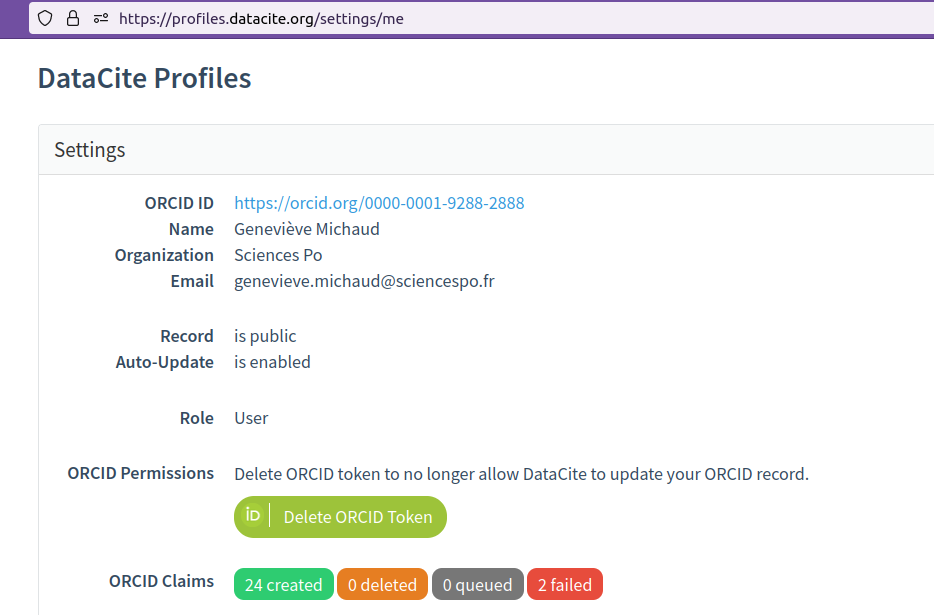 https://profiles.datacite.org/settings/me
DataCite Profiles
Settings
ORCID ID https://orcid.org/0000-0001-9288-2888
Name Geneviève Michaud
Organization Sciences Po
Email genevieve.michaud@sciencespo.fr
Record is public
Auto-Update is enabled
Role User
ORCID Permissions Delete ORCID token to no longer allow DataCite to update your ORCID record.
iD Delete ORCID Token
ORCID Claims 24 created 0 deleted 0 queued 2 failed